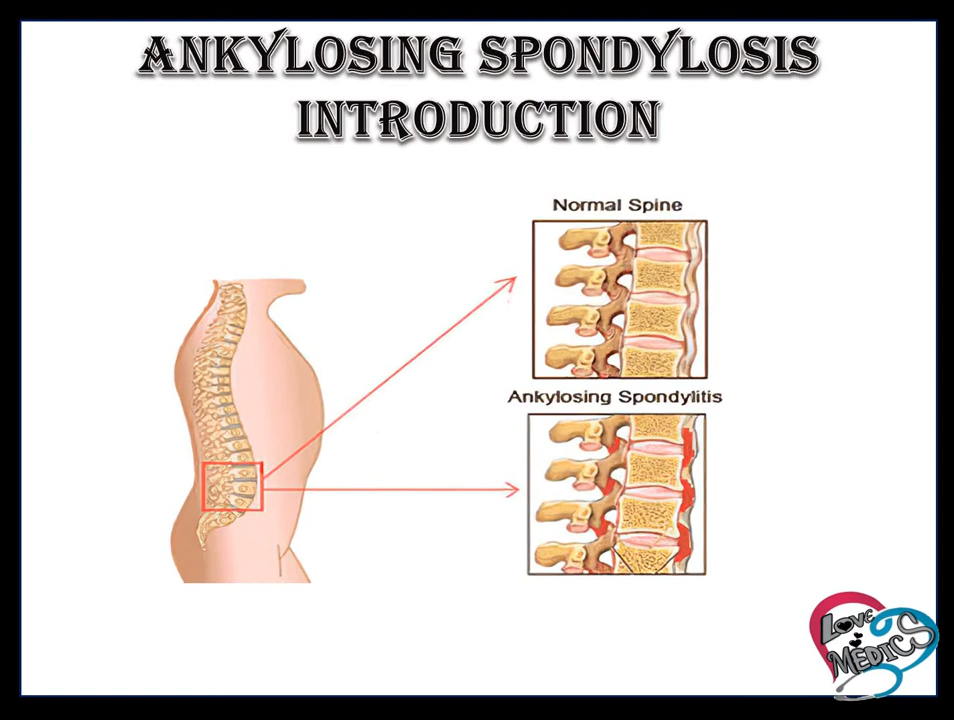 ANKYLOSING SPONDYLOSIS
INTRODUCTION
Normal Spine
Ankylosing Spondylitis
LOVE
MEDICS